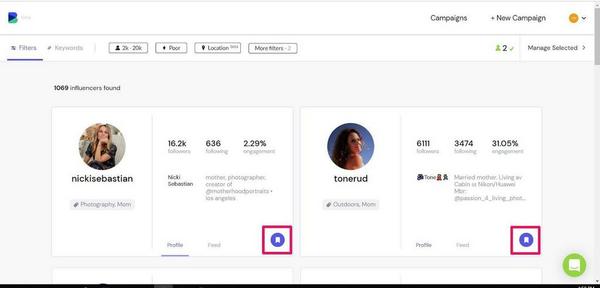 Campaigns
+ New Campaign
Filters
Keywords
2k - 20k
Poor
Location
More filters · 2
2
Manage Selected
1069 influencers found
16.2k
636
2.29%
followers
following
engagement
nickisebastian
Nicki
Sebastian
mother, photographer,
creator of
@motherhoodportraits •
los angeles
Photography, Mom
Profile
Feed
6111
3474
31.05%
followers
following
engagement
tonerud
Tone
Married mother. Living av
Cabin ss Nikon/Huawei
Mbr:
@passion_4_living_phot...
Outdoors, Mom
Profile
Feed